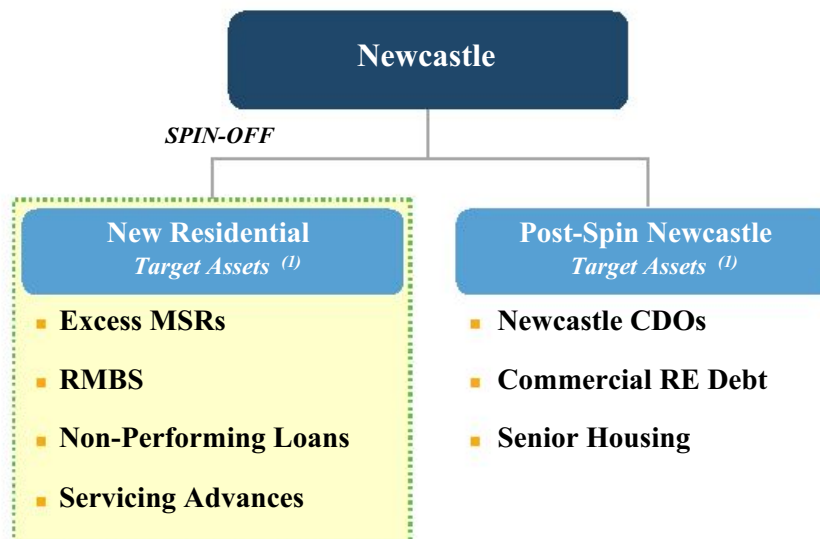 Newcastle
SPIN-OFF
New Residential
Target Assets (1)
Excess MSRs
RMBS
Non-Performing Loans
Servicing Advances
Post-Spin Newcastle
Target Assets (1)
Newcastle CDOs
Commercial RE Debt
Senior Housing